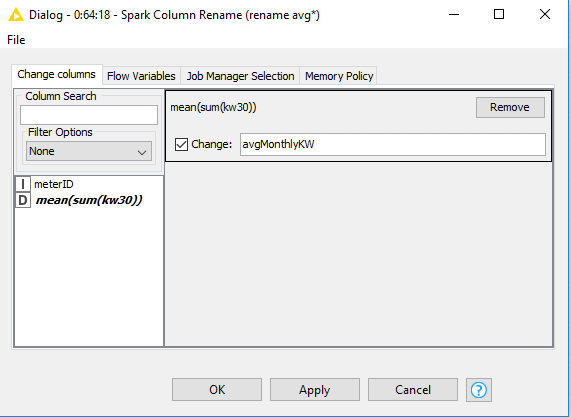 Dialog - 0:64:18 - Spark Column Rename (rename avg*)
File
Change columns
Flow Variables
Job Manager Selection
Memory Policy
Column Search
Filter Options
None
I meterID
D mean(sum(kw30))
mean(sum(kw30))
Remove
Change: avgMonthlyKW
OK
Apply
Cancel
?